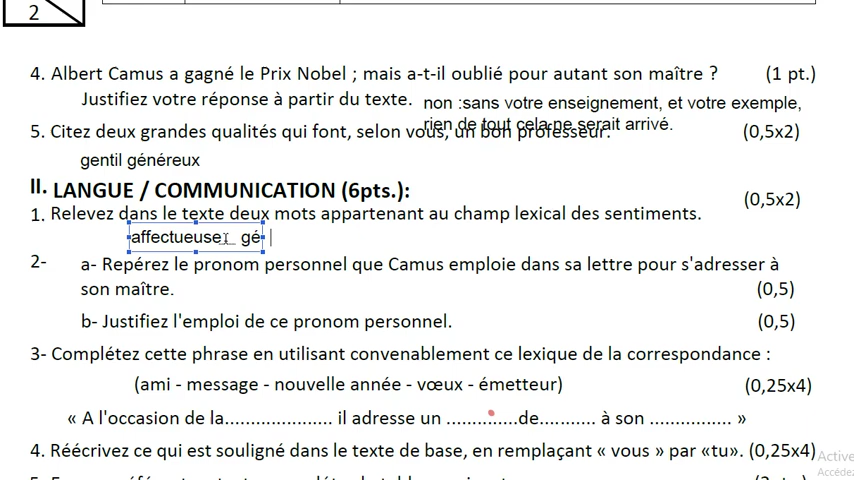 2
4. Albert Camus a gagné le Prix Nobel ; mais a-t-il oublié pour autant son maître ? (1 pt.)
Justifiez votre réponse à partir du texte. non :sans votre enseignement, et votre exemple,
rien de tout cela ne serait arrivé.
5. Citez deux grandes qualités qui font, selon vous, un bon professeur. (0,5x2)
gentil généreux
II. LANGUE / COMMUNICATION (6pts.):
(0,5x2)
1. Relevez dans le texte deux mots appartenant au champ lexical des sentiments.
affectueuse gé
2- a- Repérez le pronom personnel que Camus emploie dans sa lettre pour s'adresser à
son maître. (0,5)
b- Justifiez l'emploi de ce pronom personnel. (0,5)
3- Complétez cette phrase en utilisant convenablement ce lexique de la correspondance :
(ami - message - nouvelle année - vœux - émetteur) (0,25x4)
« A l'occasion de la..................... il adresse un ...............de.......... à son ................ »
4. Réécrivez ce qui est souligné dans le texte de base, en remplaçant « vous » par «tu». (0,25x4)
Active
Accédez